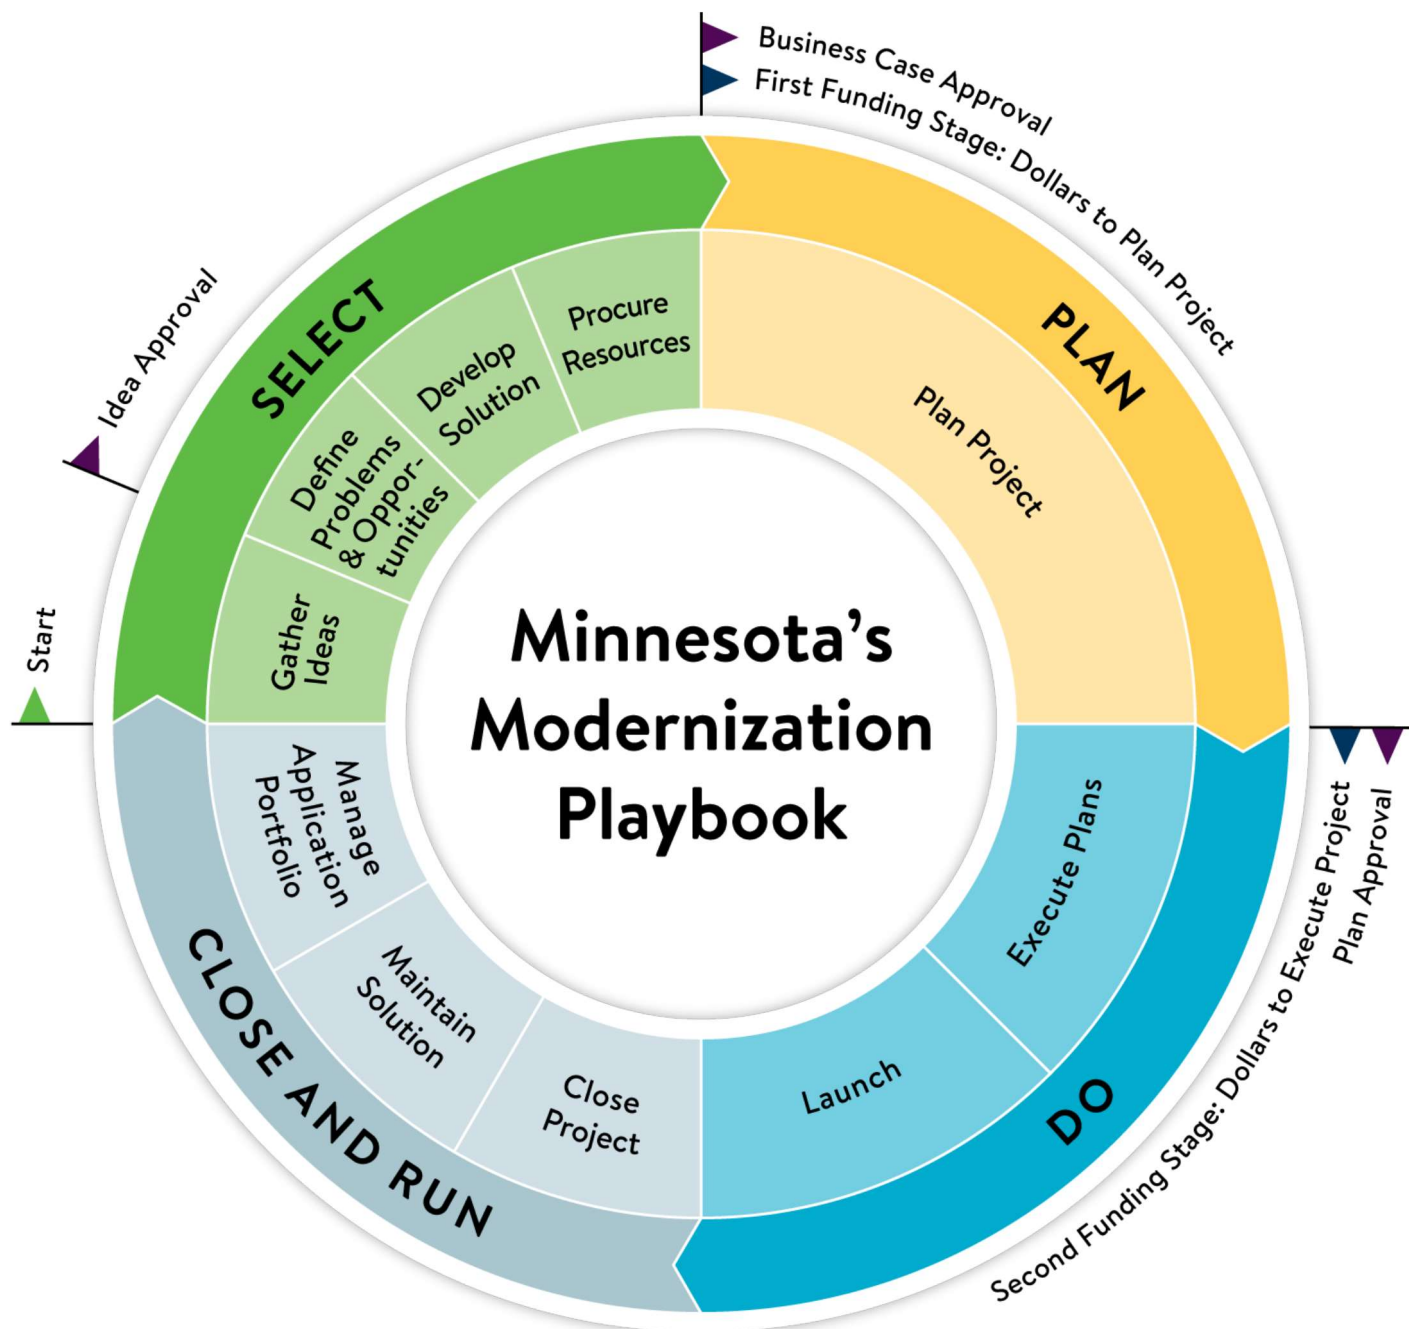 Business Case Approval
First Funding Stage: Dollars to Plan Project
Idea Approval
Start
SELECT
Gather
Ideas
Define
Problems
& Oppor-
tunities
Develop
Solution
Procure
Resources
PLAN
Plan Project
Minnesota's
Modernization
Playbook
Second Funding Stage: Dollars to Execute Project
Plan Approval
DO
Execute Plans
Launch
CLOSE AND RUN
Close
Project
Maintain
Solution
Manage
Application
Portfolio